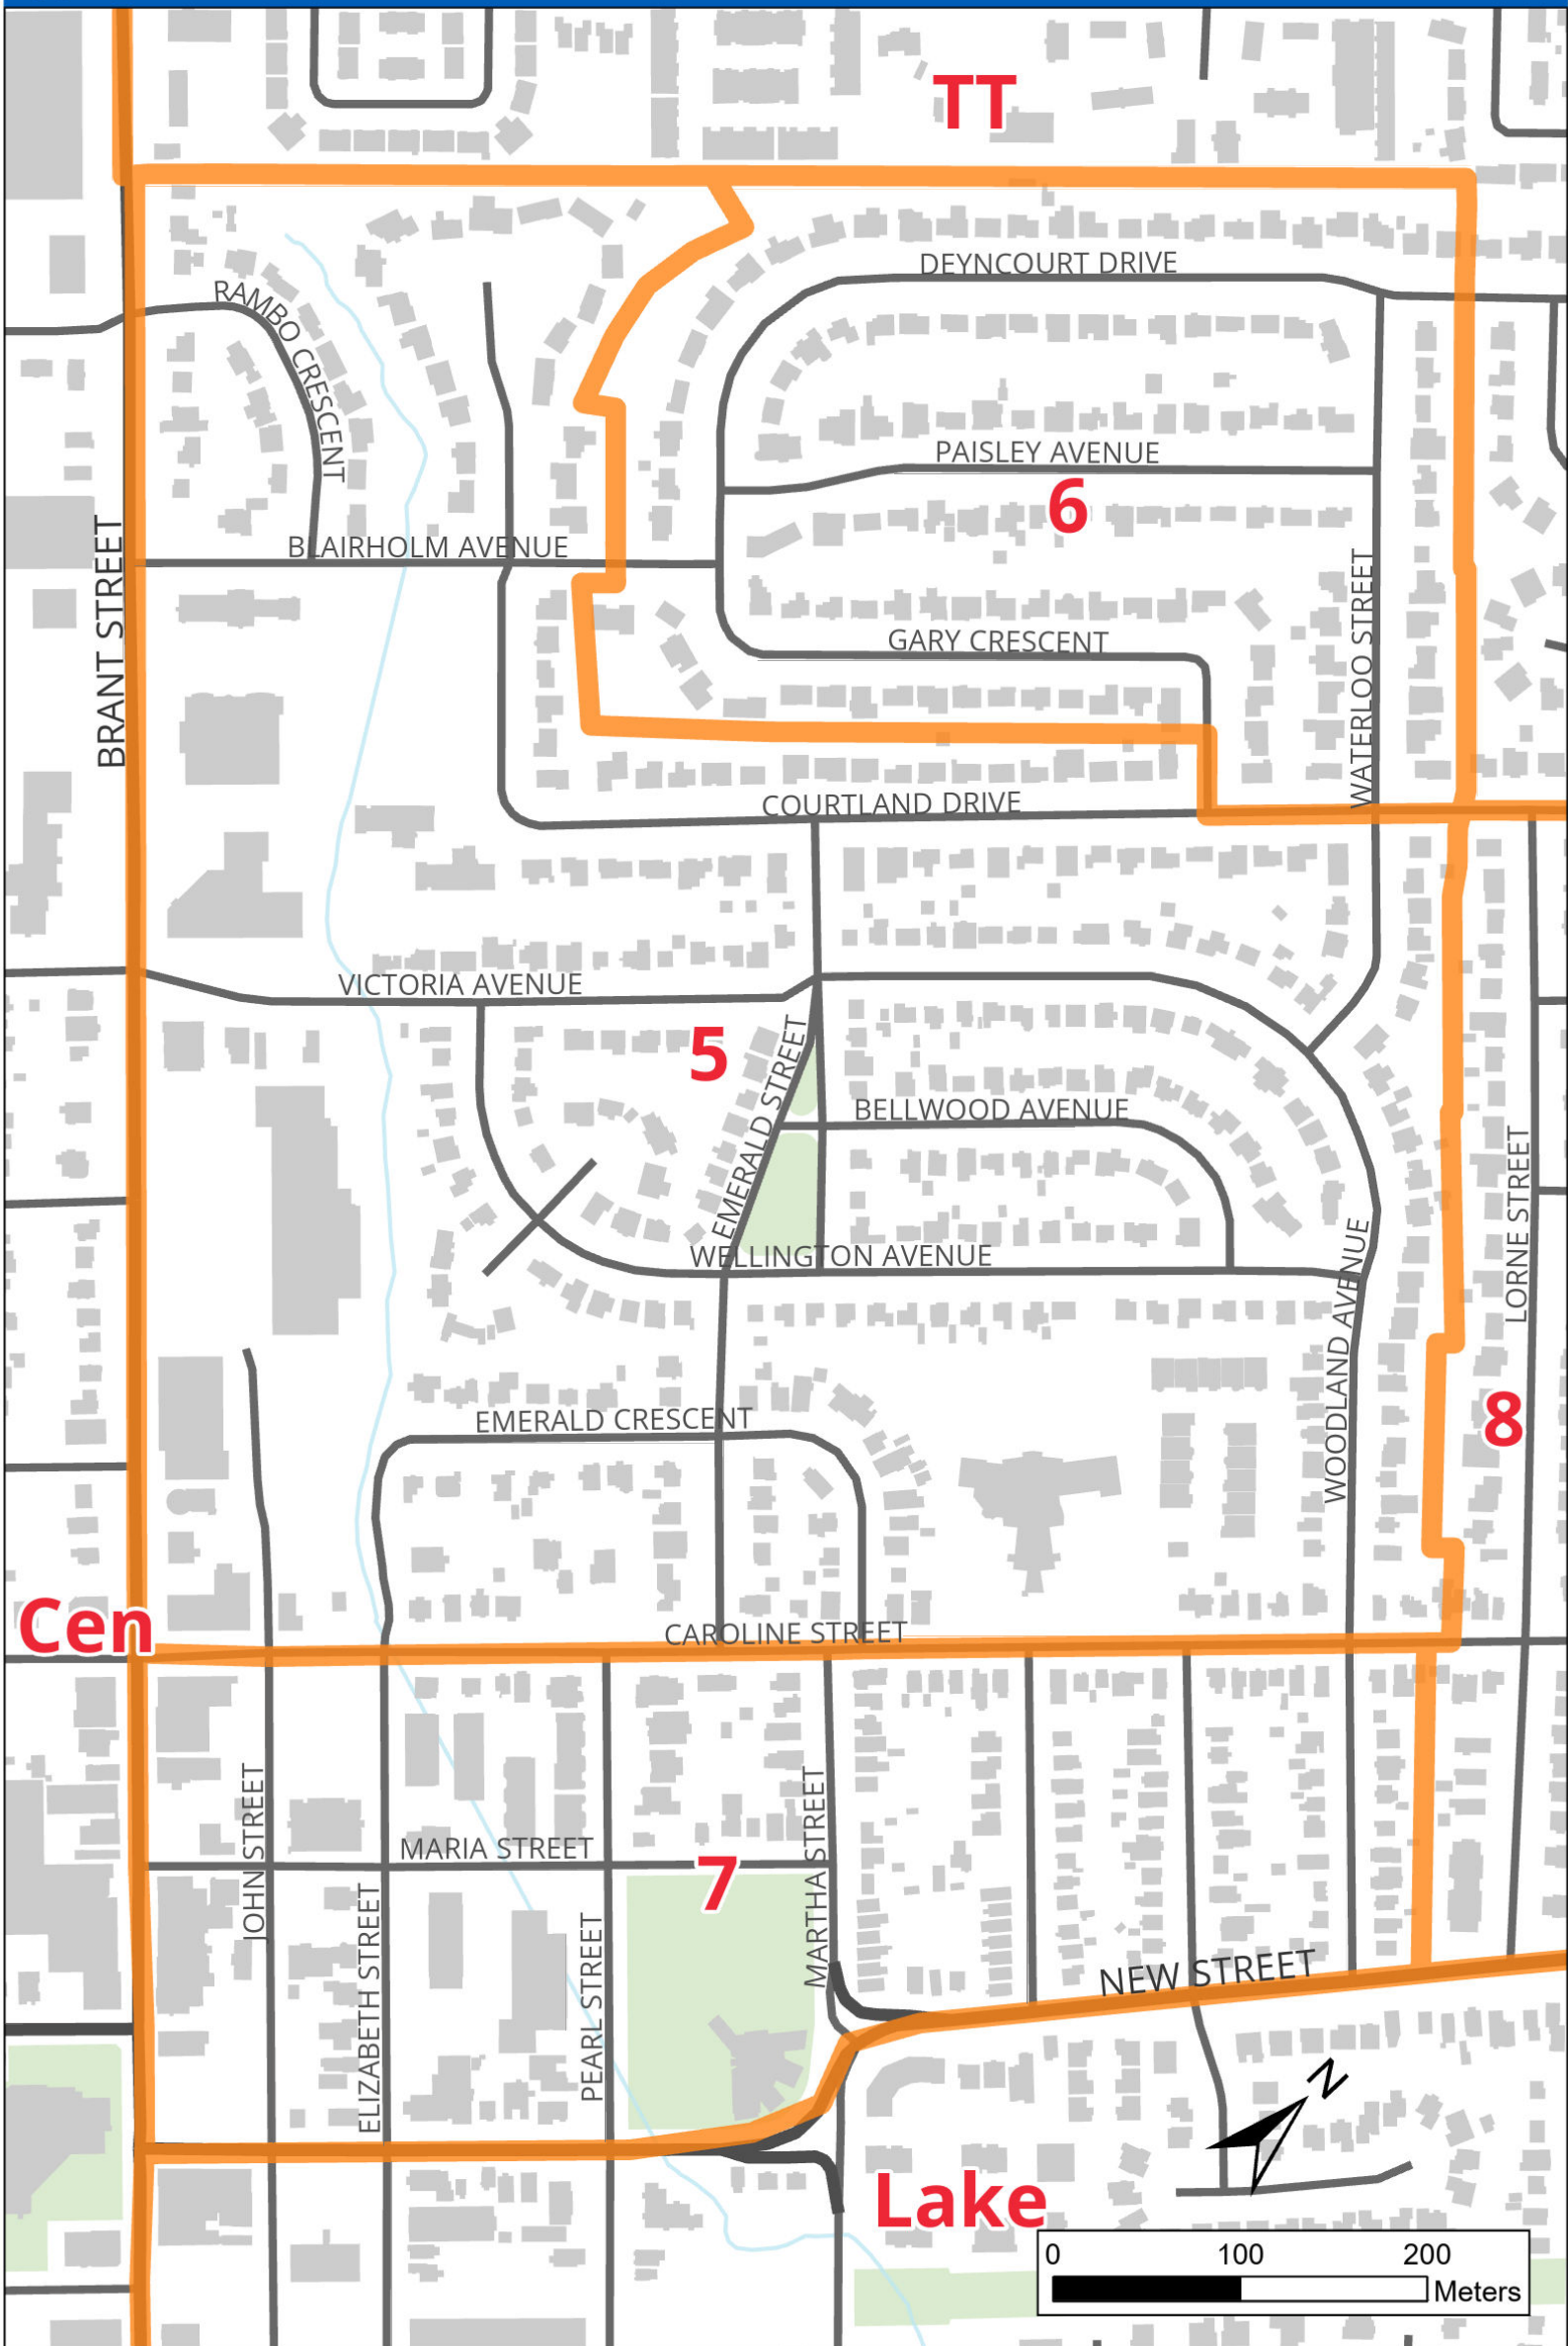 TT
DEYNCOURT DRIVE
RAMBO CRESCENT
PAISLEY AVENUE
6
BLAIRHOLM AVENUE
BRANT STREET
WATERLOO STREET
GARY CRESCENT
COURTLAND DRIVE
VICTORIA AVENUE
5
EMERALD STREET
BELLWOOD AVENUE
LORNE STREET
WELLINGTON AVENUE
WOODLAND AVENUE
8
EMERALD CRESCENT
Cen
CAROLINE STREET
JOHN STREET
MARIA STREET
7
MARTHA STREET
ELIZABETH STREET
PEARL STREET
NEW STREET
N
Lake
0 100 200
Meters